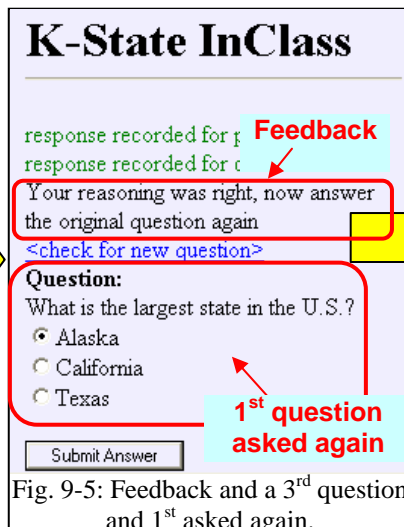 K-State InClass
response recorded for
Feedback
response recorded for
Your reasoning was right, now answer
the original question again
<check for new question>
Question:
What is the largest state in the U.S.?
Alaska
California
Texas
1st question
asked again
Submit Answer
Fig. 9-5: Feedback and a 3rd question
and 1st asked again.